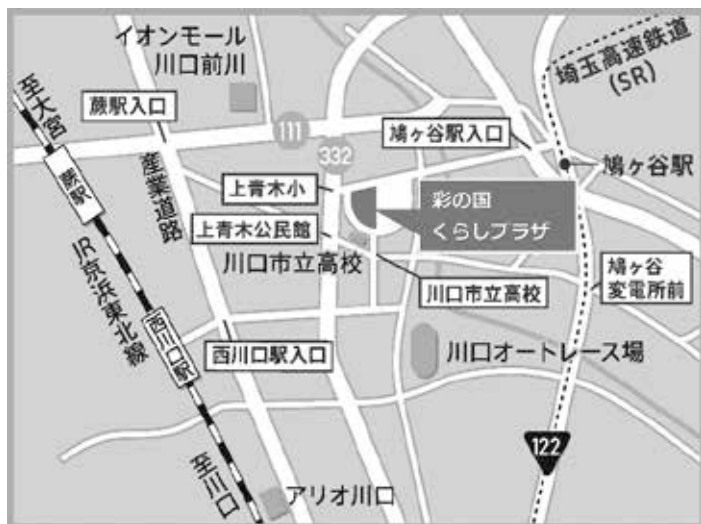 イオンモール
川口前川
埼玉高速鉄道
(SR)
至大宮
蕨駅入口
111
332
鳩ヶ谷駅入口
鳩ヶ谷駅
蕨駅
産業道路
上青木小
彩の国
くらしプラザ
上青木公民館
川口市立高校
川口市立高校
鳩ヶ谷
変電所前
JR京浜東北線
西川口駅
西川口駅入口
川口オートレース場
122
至川口
アリオ川口